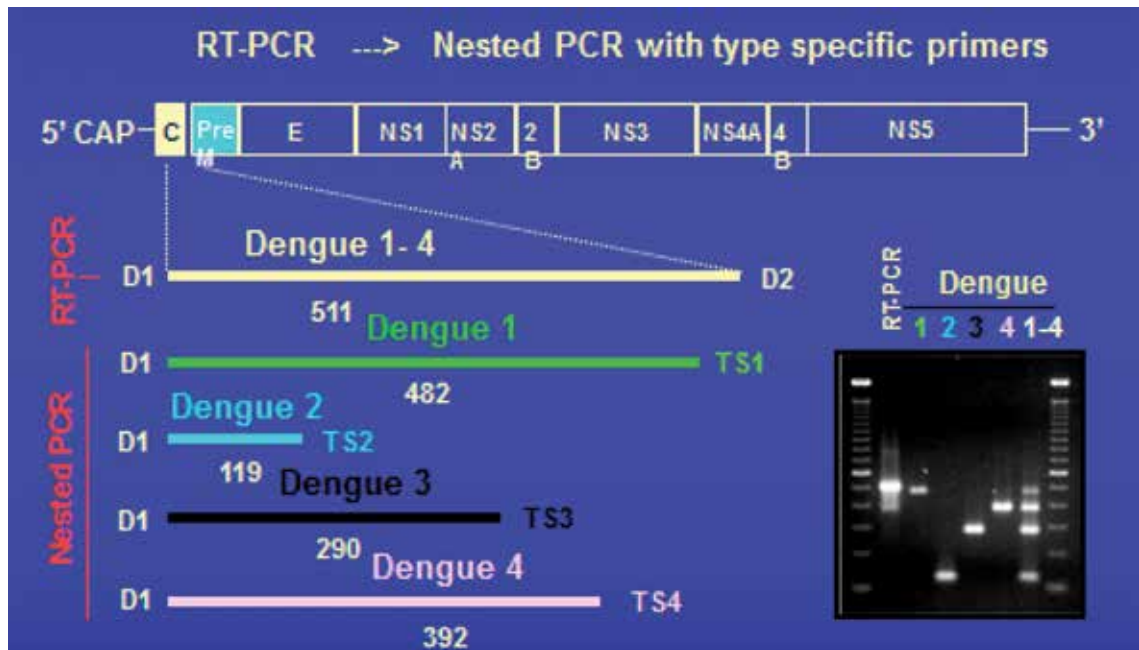 RT-PCR ---> Nested PCR with type specific primers
5' CAP C Pre M E NS1 NS2 A 2 B NS3 NS4A 4 B NS5 3'
RT-PCR
Dengue 1- 4
D1 D2
511
Nested PCR
Dengue 1
D1 TS1
482
Dengue 2
D1 TS2
119
Dengue 3
D1 TS3
290
Dengue 4
D1 TS4
392
RT-PCR
Dengue
1 2 3 4 1-4